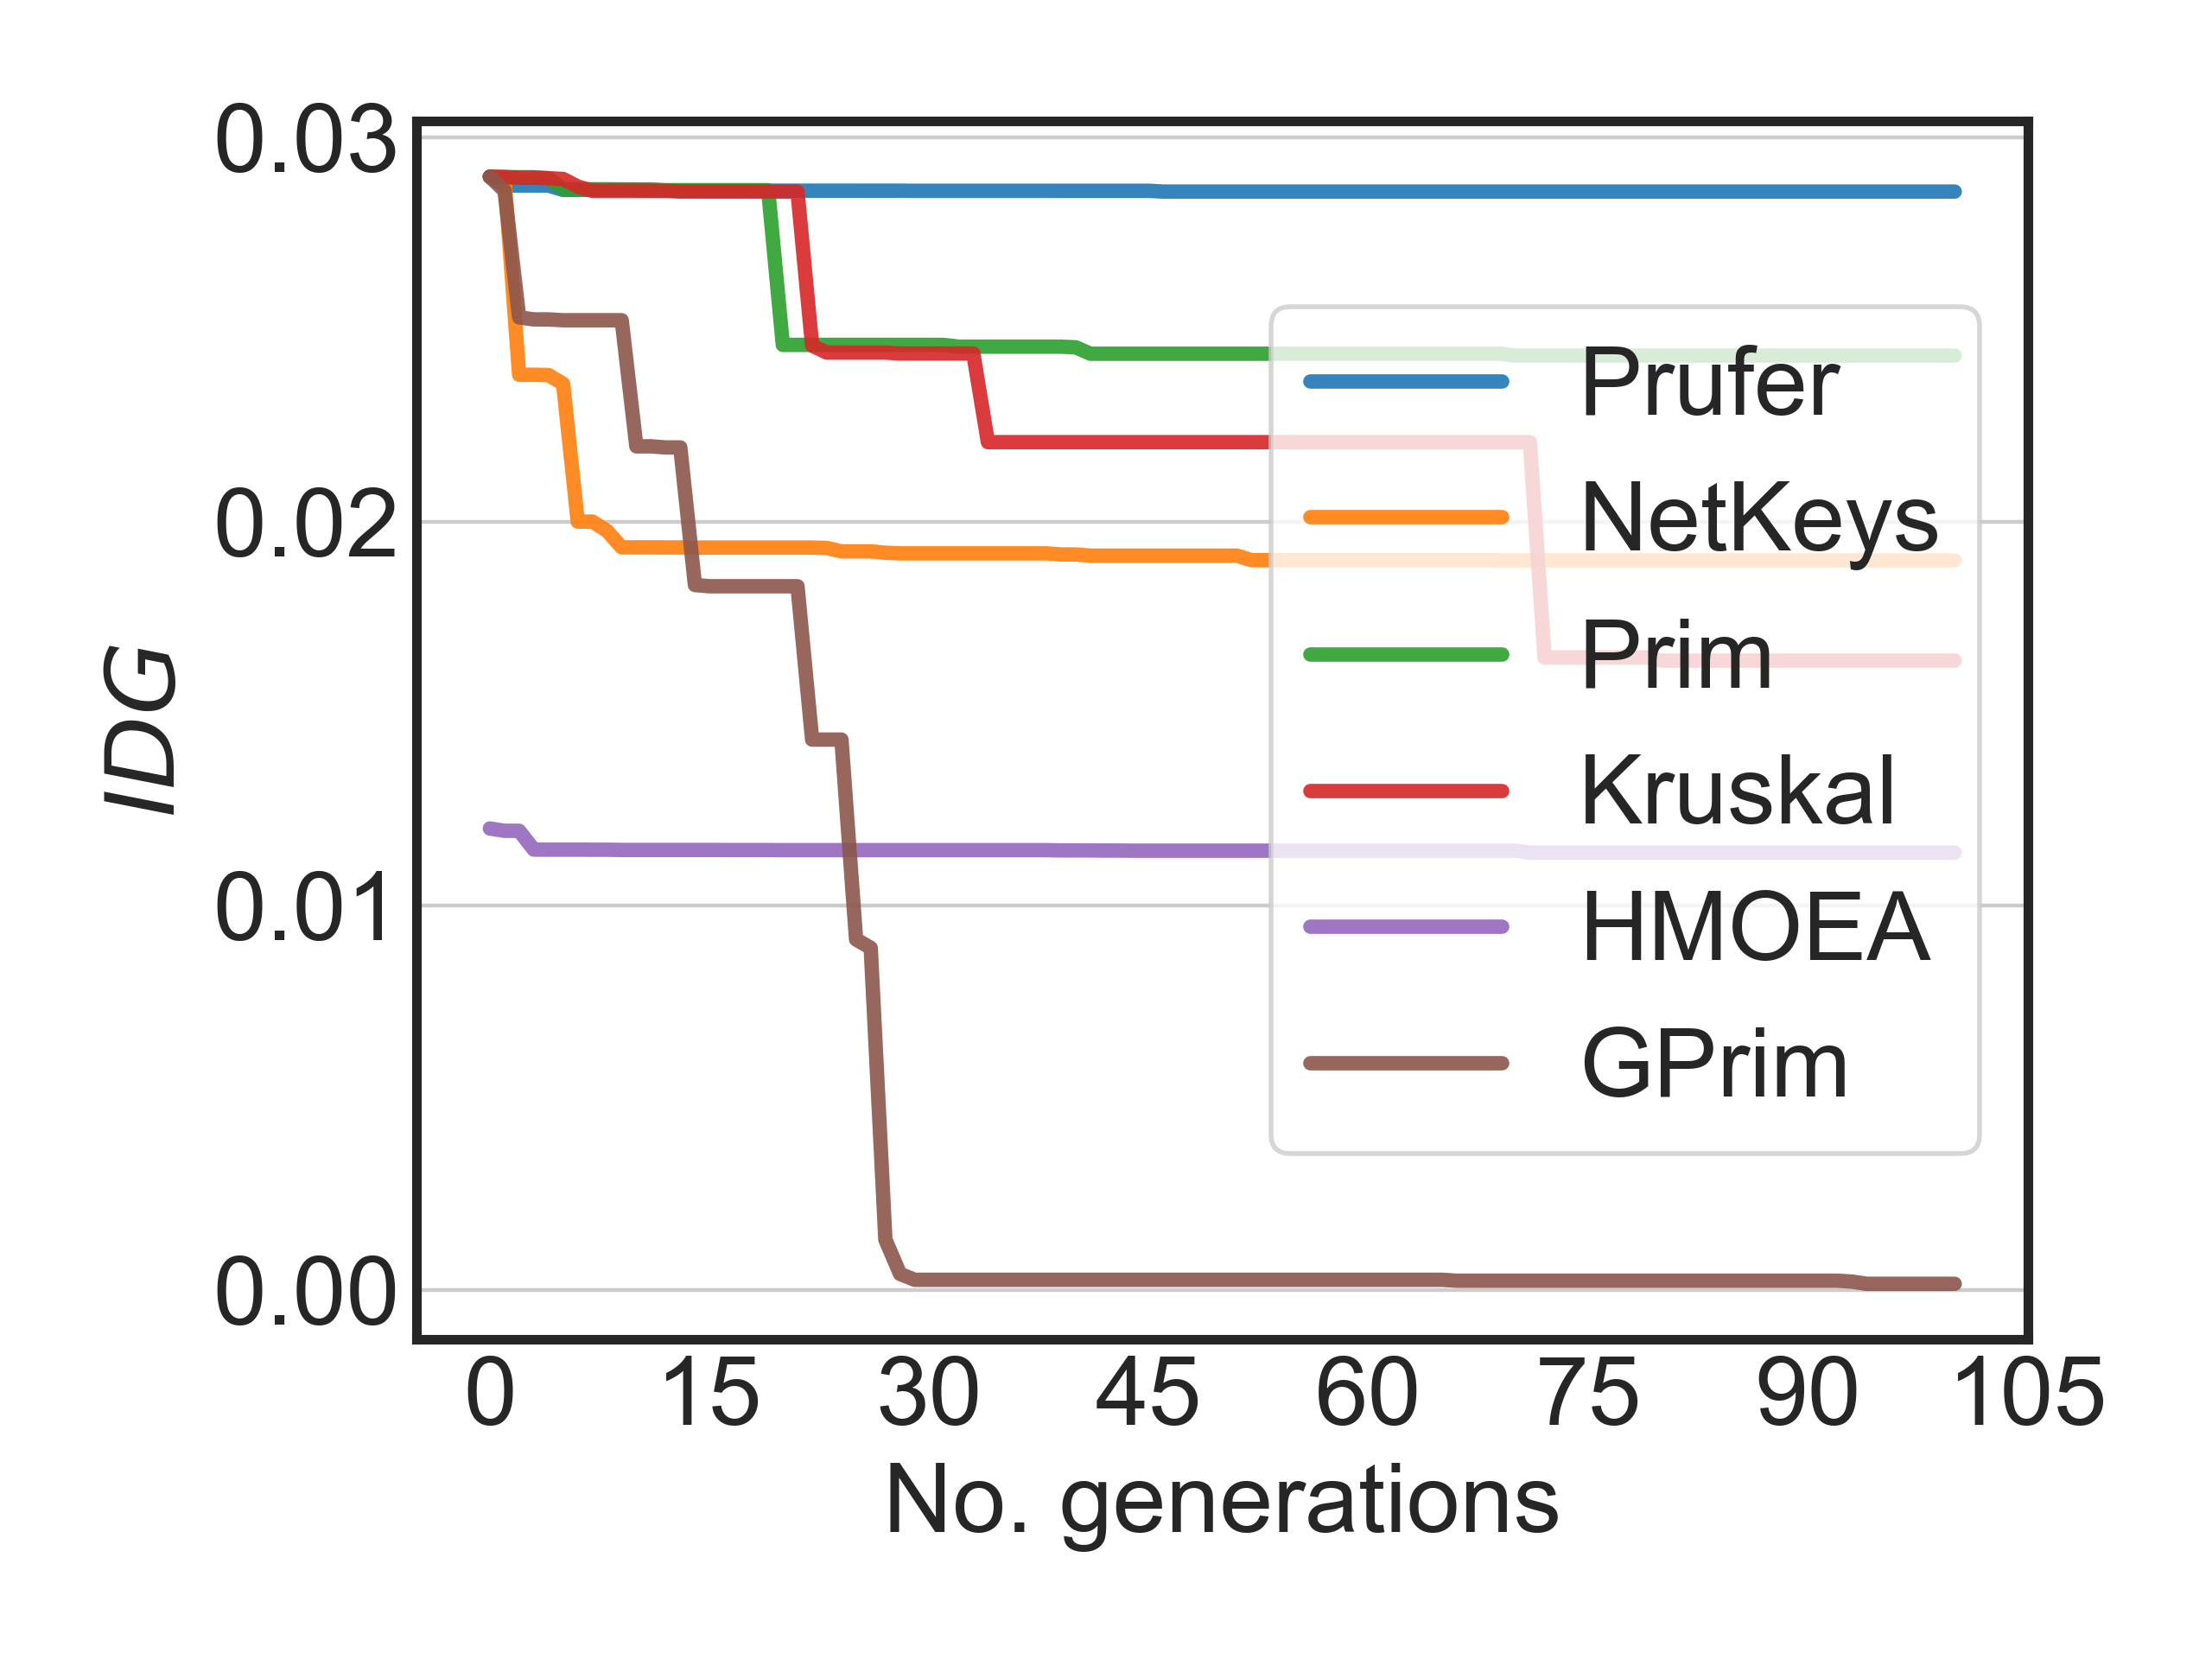 0.03
0.02
0.01
0.00
IDG
0 15 30 45 60 75 90 105
No. generations
Prufer
NetKeys
Prim
Kruskal
HMOEA
GPrim